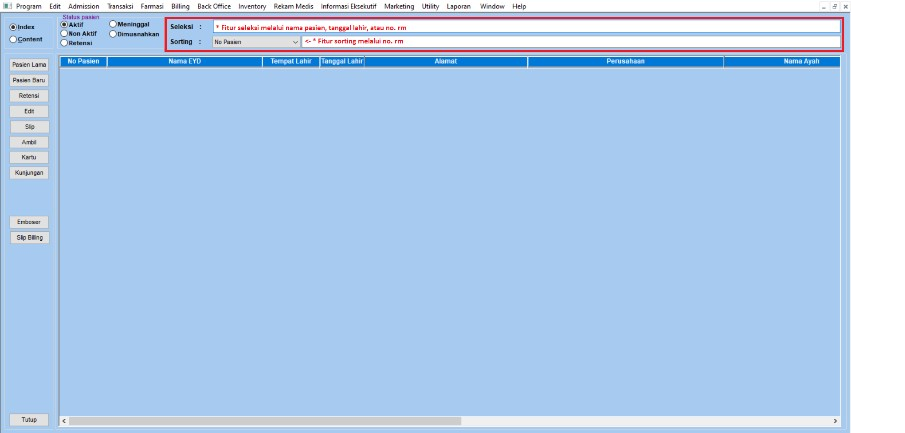 Program Edit Admission Transaksi Farmasi Billing Back Office Inventory Rekam Medis Informasi Eksekutif Marketing Utility Laporan Window Help
Index
Content
Status pasien
Aktif
Non Aktif
Retensi
Meninggal
Dimusnahkan
Seleksi : * Fitur seleksi melalui nama pasien, tanggal lahir, atau no. rm
Sorting : No Pasien <- * Fitur sorting melalui no. rm
Pasien Lama
Pasien Baru
Retensi
Edit
Slip
Ambil
Kartu
Kunjungan
Emboser
Slip Billing
Tutup
No Pasien Nama EYD Tempat Lahir Tanggal Lahir Alamat Perusahaan Nama Ayah